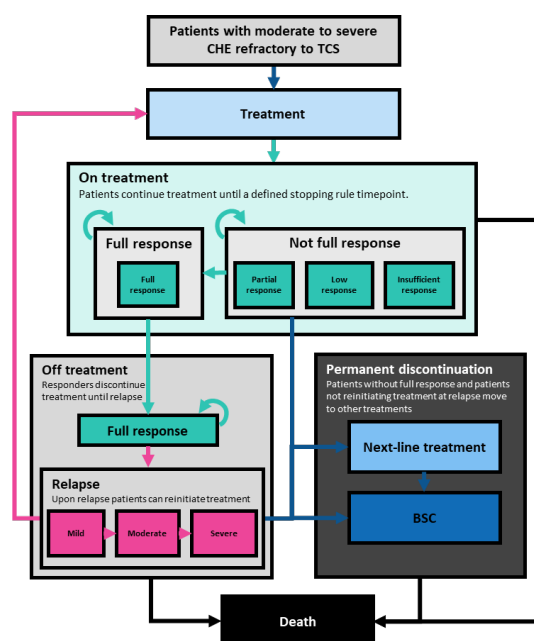 Patients with moderate to severe
CHE refractory to TCS
Treatment
On treatment
Patients continue treatment until a defined stopping rule timepoint.
Full response
Full
response
Not full response
Partial
response
Low
response
Insufficient
response
Off treatment
Responders discontinue
treatment until relapse
Full response
Relapse
Upon relapse patients can reinitiate treatment
Mild
Moderate
Severe
Permanent discontinuation
Patients without full response and patients
not reinitiating treatment at relapse move
to other treatments
Next-line treatment
BSC
Death